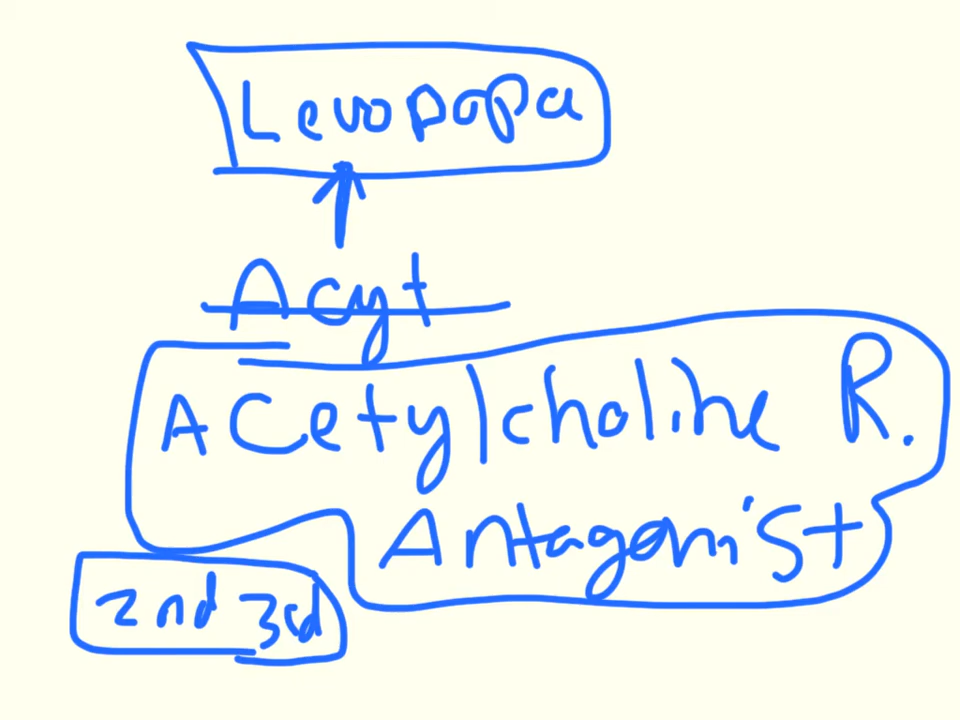 Levopopa
Acyt
Acetylcholine R.
Antagonist
2nd 3rd